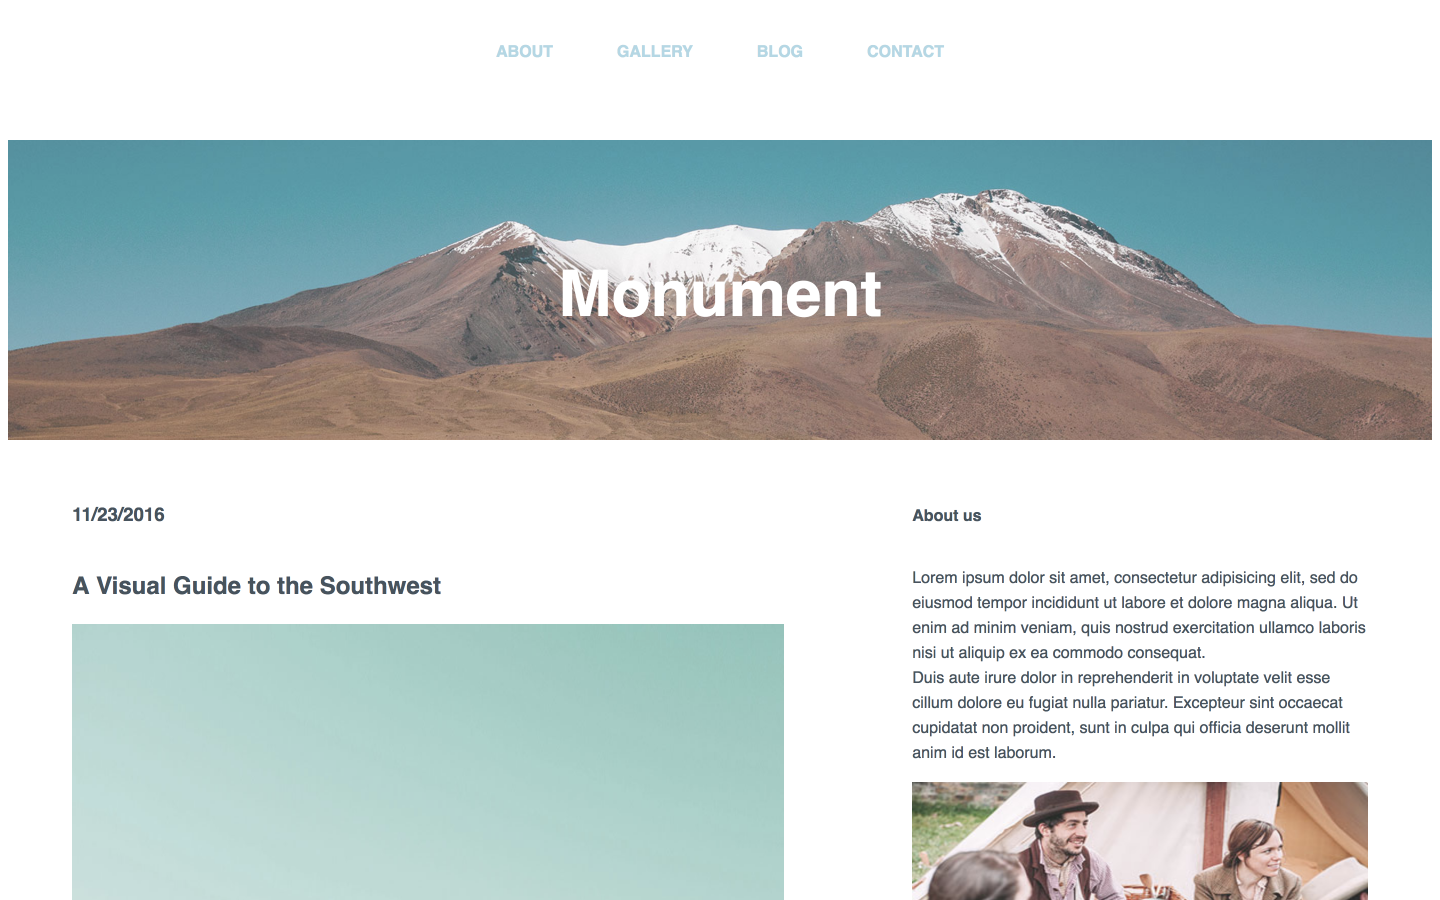 ABOUT GALLERY BLOG CONTACT
Monument
11/23/2016
A Visual Guide to the Southwest
About us
Lorem ipsum dolor sit amet, consectetur adipisicing elit, sed do
eiusmod tempor incididunt ut labore et dolore magna aliqua. Ut
enim ad minim veniam, quis nostrud exercitation ullamco laboris
nisi ut aliquip ex ea commodo consequat.
Duis aute irure dolor in reprehenderit in voluptate velit esse
cillum dolore eu fugiat nulla pariatur. Excepteur sint occaecat
cupidatat non proident, sunt in culpa qui officia deserunt mollit
anim id est laborum.